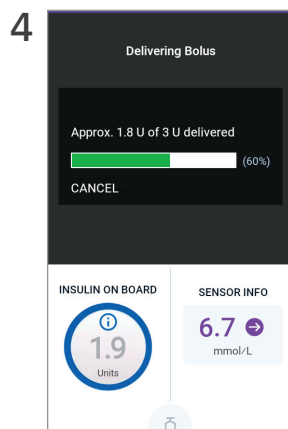 4
Delivering Bolus
Approx. 1.8 U of 3 U delivered
(60%)
CANCEL
INSULIN ON BOARD
1.9
Units
SENSOR INFO
6.7
mmol/L